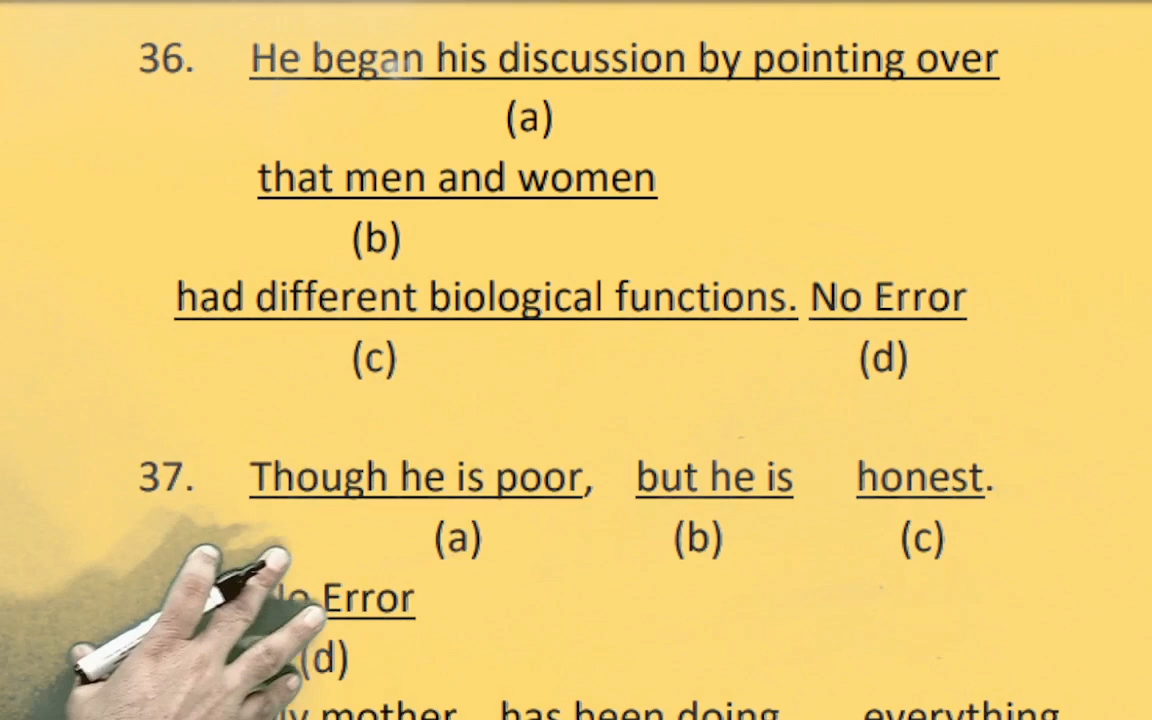 36. He began his discussion by pointing over
(a)
that men and women
(b)
had different biological functions. No Error
(c) (d)
37. Though he is poor, but he is honest.
(a) (b) (c)
Error
(d)
mother has been doing everything